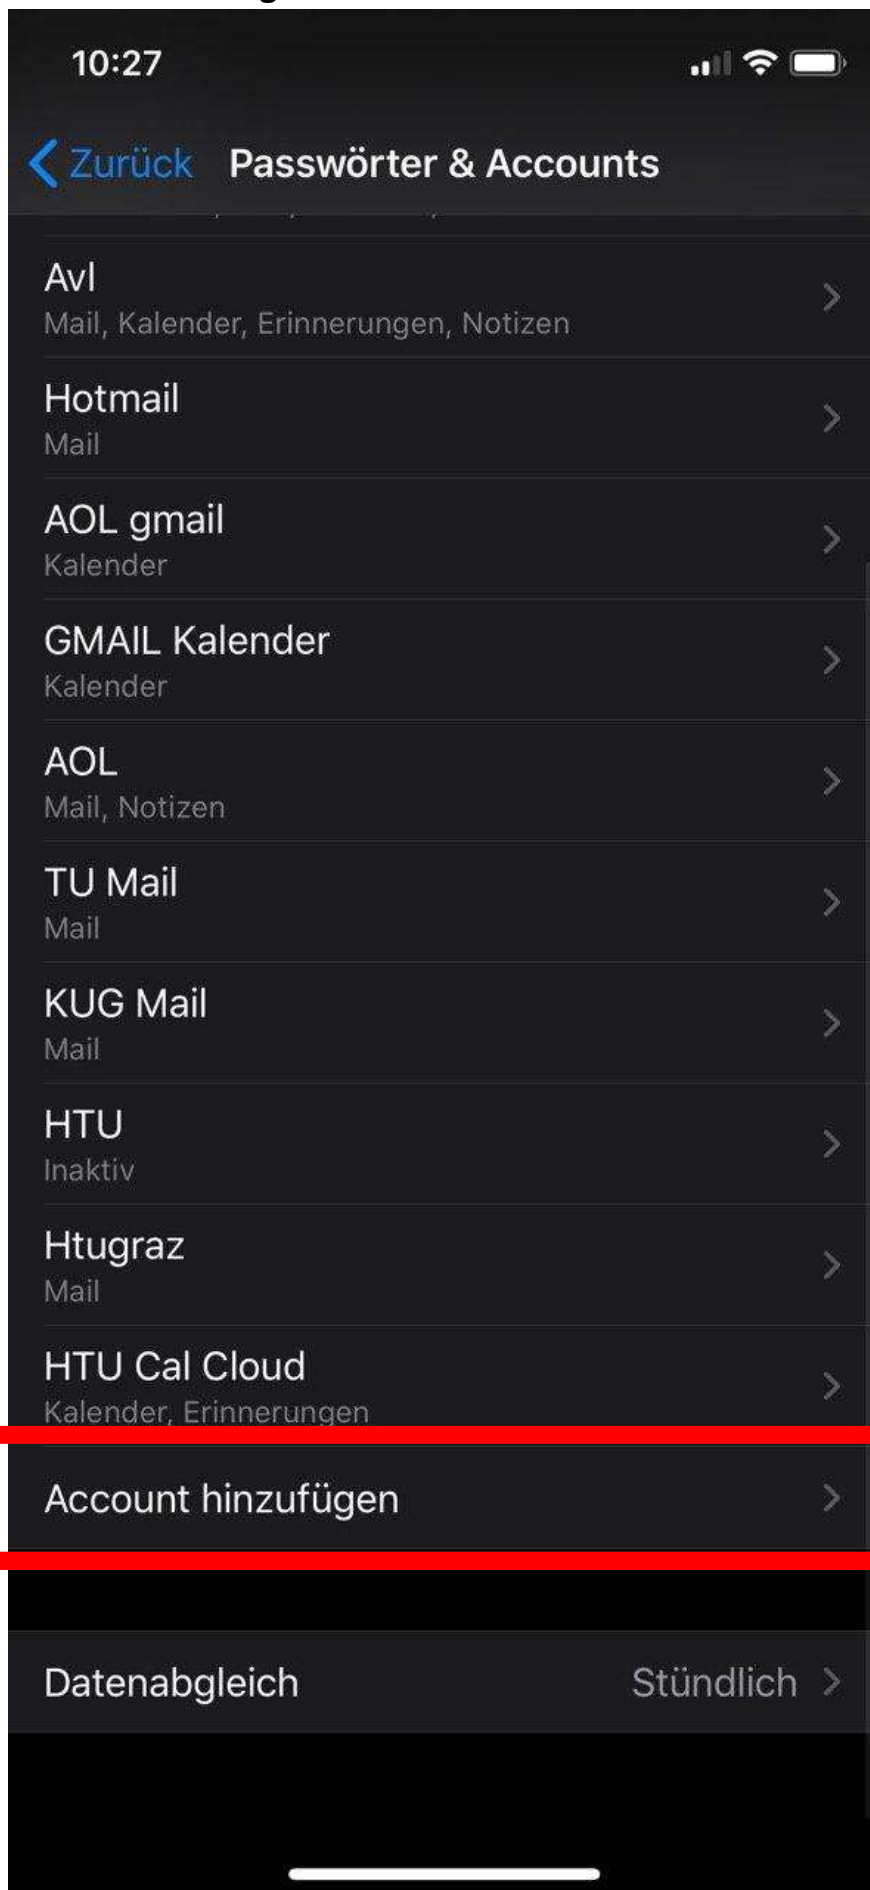 10:27
Zurück Passwörter & Accounts
Avl
Mail, Kalender, Erinnerungen, Notizen
Hotmail
Mail
AOL gmail
Kalender
GMAIL Kalender
Kalender
AOL
Mail, Notizen
TU Mail
Mail
KUG Mail
Mail
HTU
Inaktiv
Htugraz
Mail
HTU Cal Cloud
Kalender, Erinnerungen
Account hinzufügen
Datenabgleich Stündlich